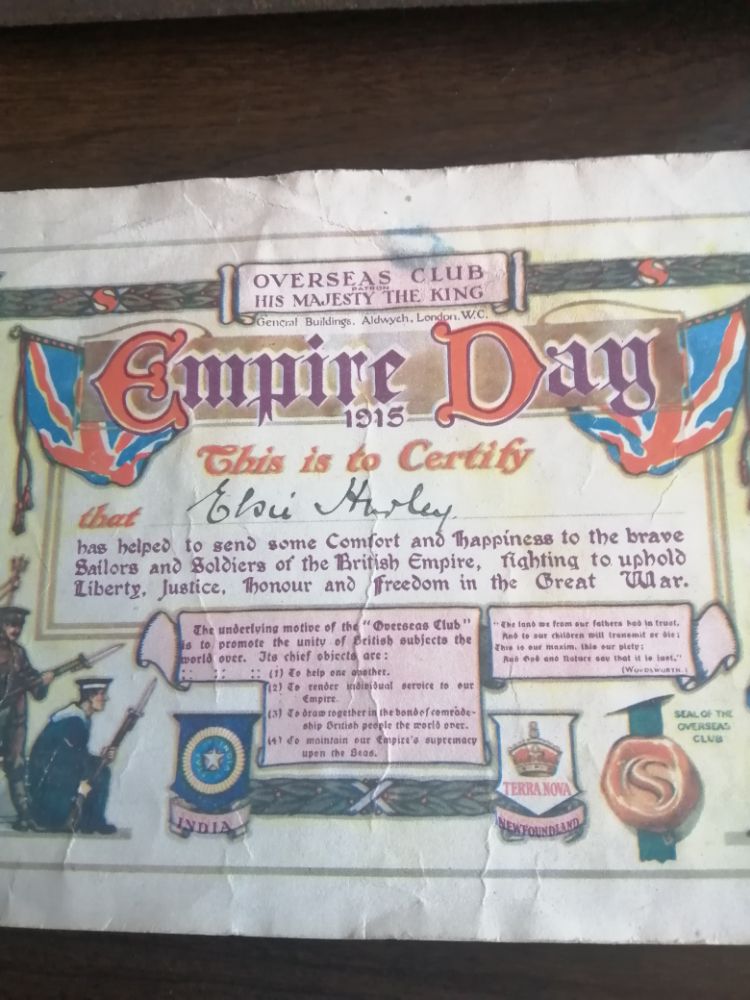 OVERSEAS CLUB
PATRON
HIS MAJESTY THE KING
General Buildings, Aldwych, London. W.C.
Empire Day
1915
This is to Certify
that Elsie Hurley
has helped to send some Comfort and Happiness to the brave
Sailors and Soldiers of the British Empire, fighting to uphold
Liberty, Justice, Honour and Freedom in the Great War.
The underlying motive of the "Overseas Club"
is to promote the unity of British subjects the
world over. Its chief objects are :
:: :: :: (1) To help one another.
(2) To render individual service to our
Empire.
(3) To draw together in the bonds of comrade-
ship British people the world over.
(4) To maintain our Empire's supremacy
upon the Seas.
"The land we from our fathers had in trust,
And to our children will transmit or die;
This is our maxim, this our piety;
And God and Nature say that it is just."
(WORDSWORTH.)
INDIA
TERRA NOVA
NEWFOUNDLAND
SEAL OF THE
OVERSEAS
CLUB
S